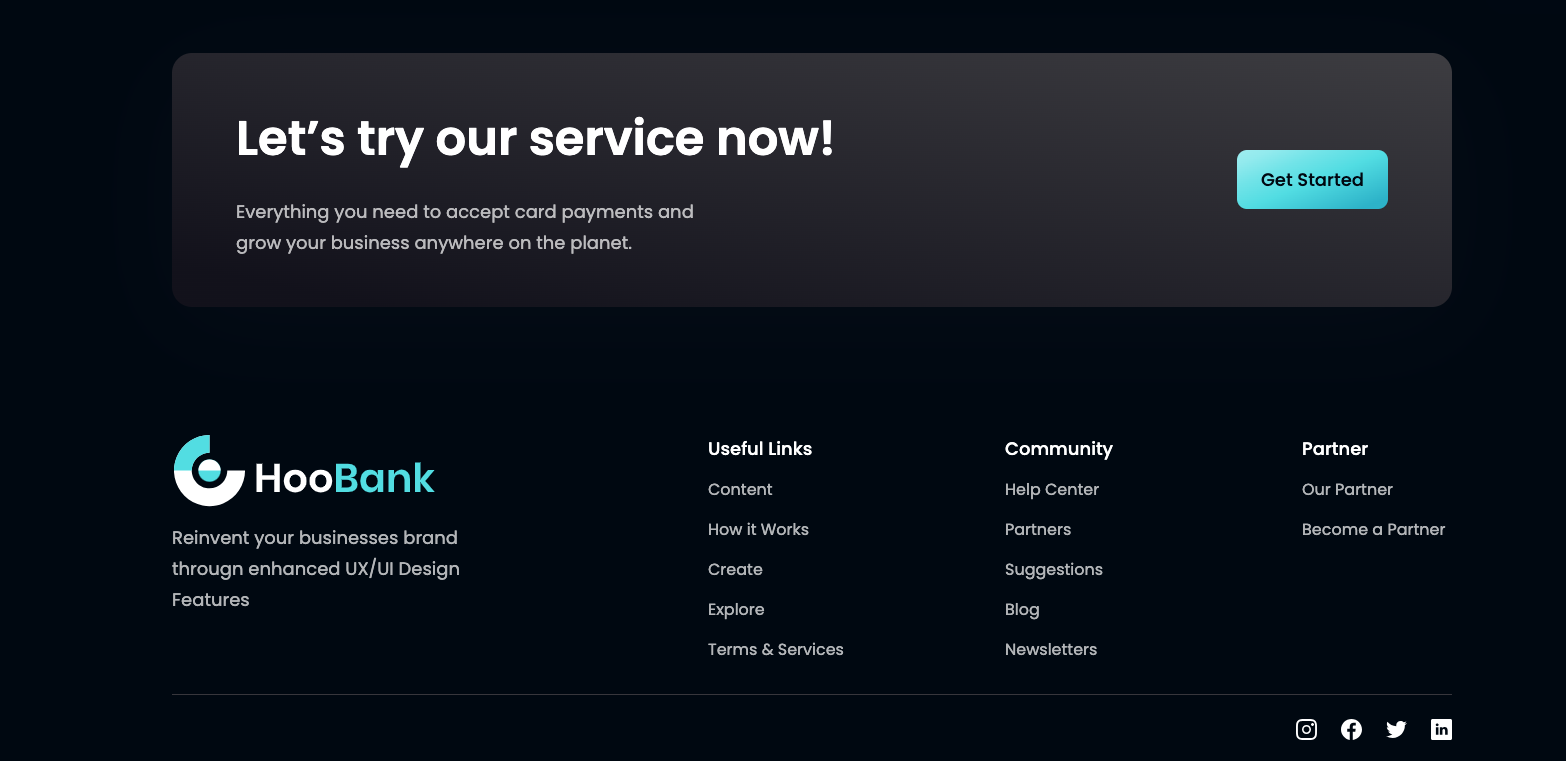 Let’s try our service now!
Everything you need to accept card payments and
grow your business anywhere on the planet.
Get Started
HooBank
Reinvent your businesses brand
througn enhanced UX/UI Design
Features
Useful Links
Content
How it Works
Create
Explore
Terms & Services
Community
Help Center
Partners
Suggestions
Blog
Newsletters
Partner
Our Partner
Become a Partner